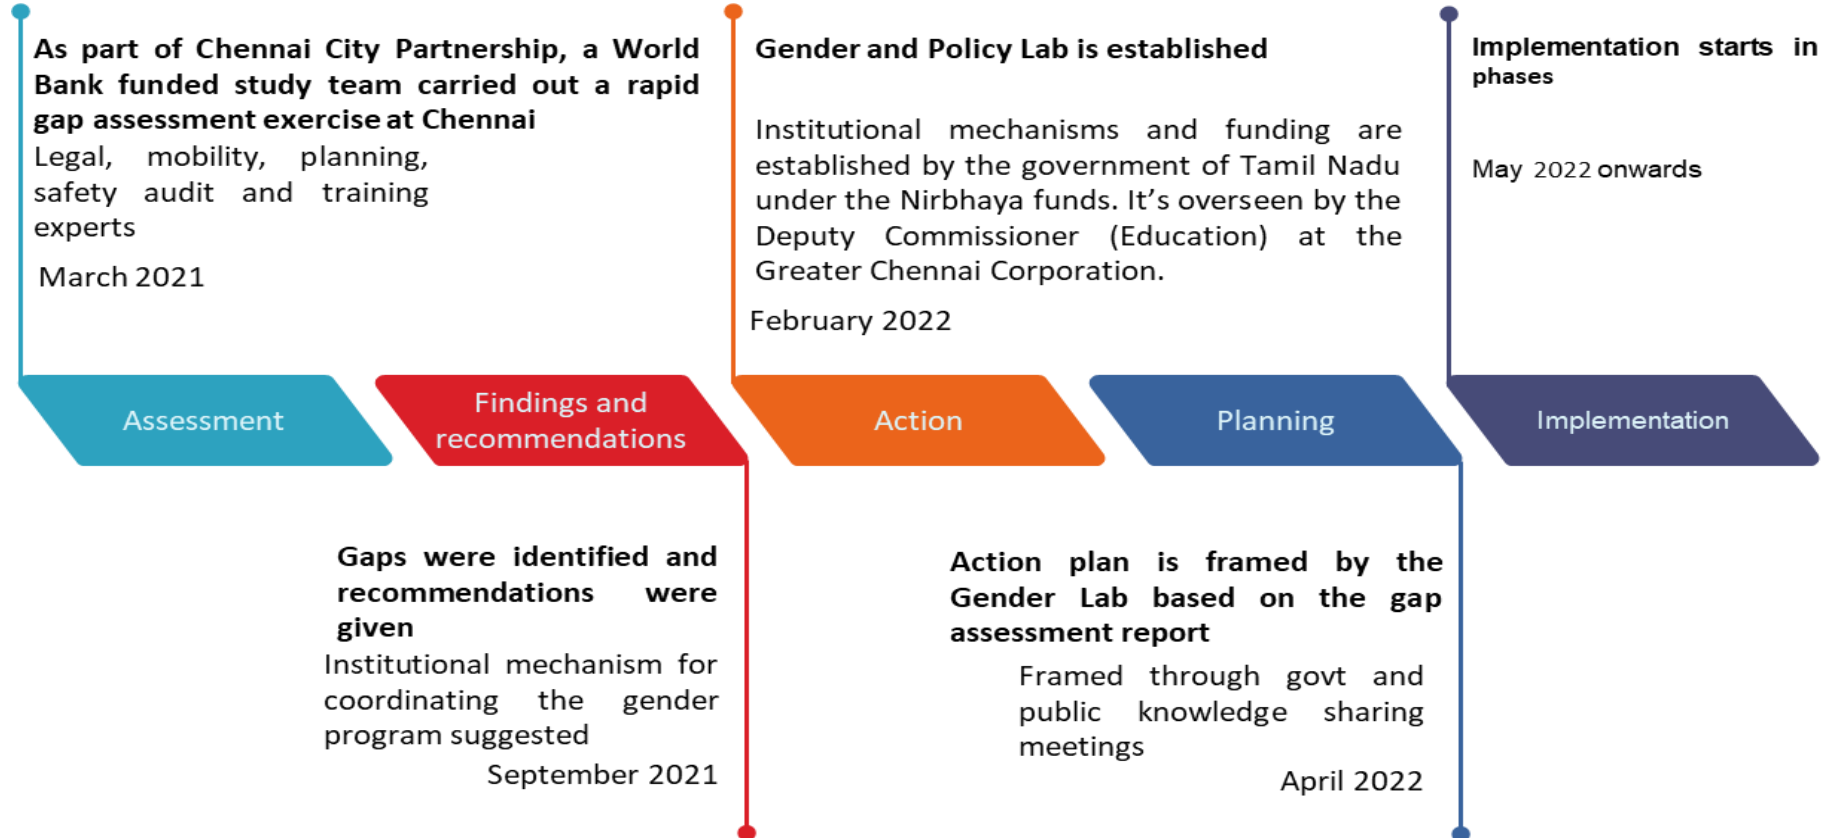 As part of Chennai City Partnership, a World
Bank funded study team carried out a rapid
gap assessment exercise at Chennai
Legal, mobility, planning,
safety audit and training
experts
March 2021
Gender and Policy Lab is established
Institutional mechanisms and funding are
established by the government of Tamil Nadu
under the Nirbhaya funds. It’s overseen by the
Deputy Commissioner (Education) at the
Greater Chennai Corporation.
February 2022
Implementation starts in
phases
May 2022 onwards
Assessment
Findings and
recommendations
Action
Planning
Implementation
Gaps were identified and
recommendations were
given
Institutional mechanism for
coordinating the gender
program suggested
September 2021
Action plan is framed by the
Gender Lab based on the gap
assessment report
Framed through govt and
public knowledge sharing
meetings
April 2022